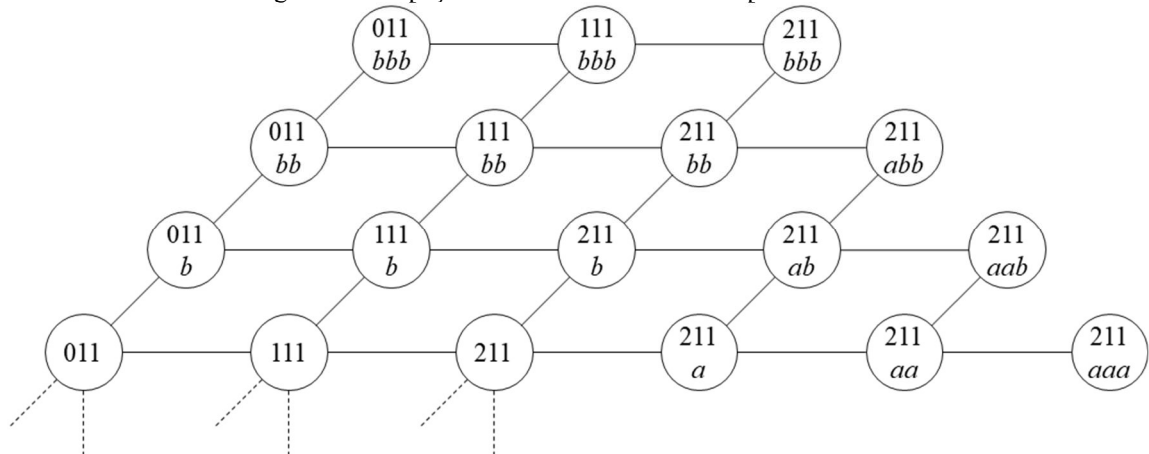 011 111 211
bbb bbb bbb
011 111 211 211
bb bb bb abb
011 111 211 211 211
b b b ab aab
011 111 211 211 211 211
a aa aaa